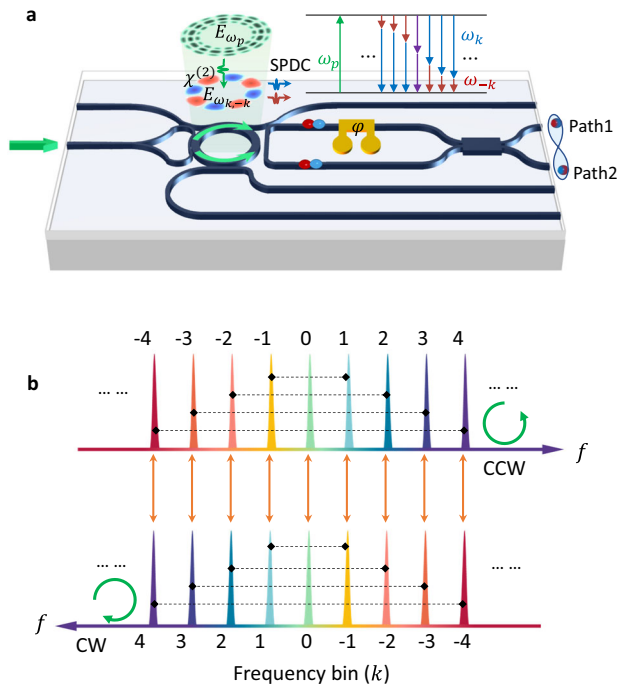 a
E_{ω_p}
χ^{(2)}
E_{ω_{k,-k}}
SPDC
ω_p
...
...
ω_k
ω_{-k}
φ
Path1
Path2
b
-4 -3 -2 -1 0 1 2 3 4
... ...
... ...
f
CCW
... ...
... ...
f
CW
4 3 2 1 0 -1 -2 -3 -4
Frequency bin (k)